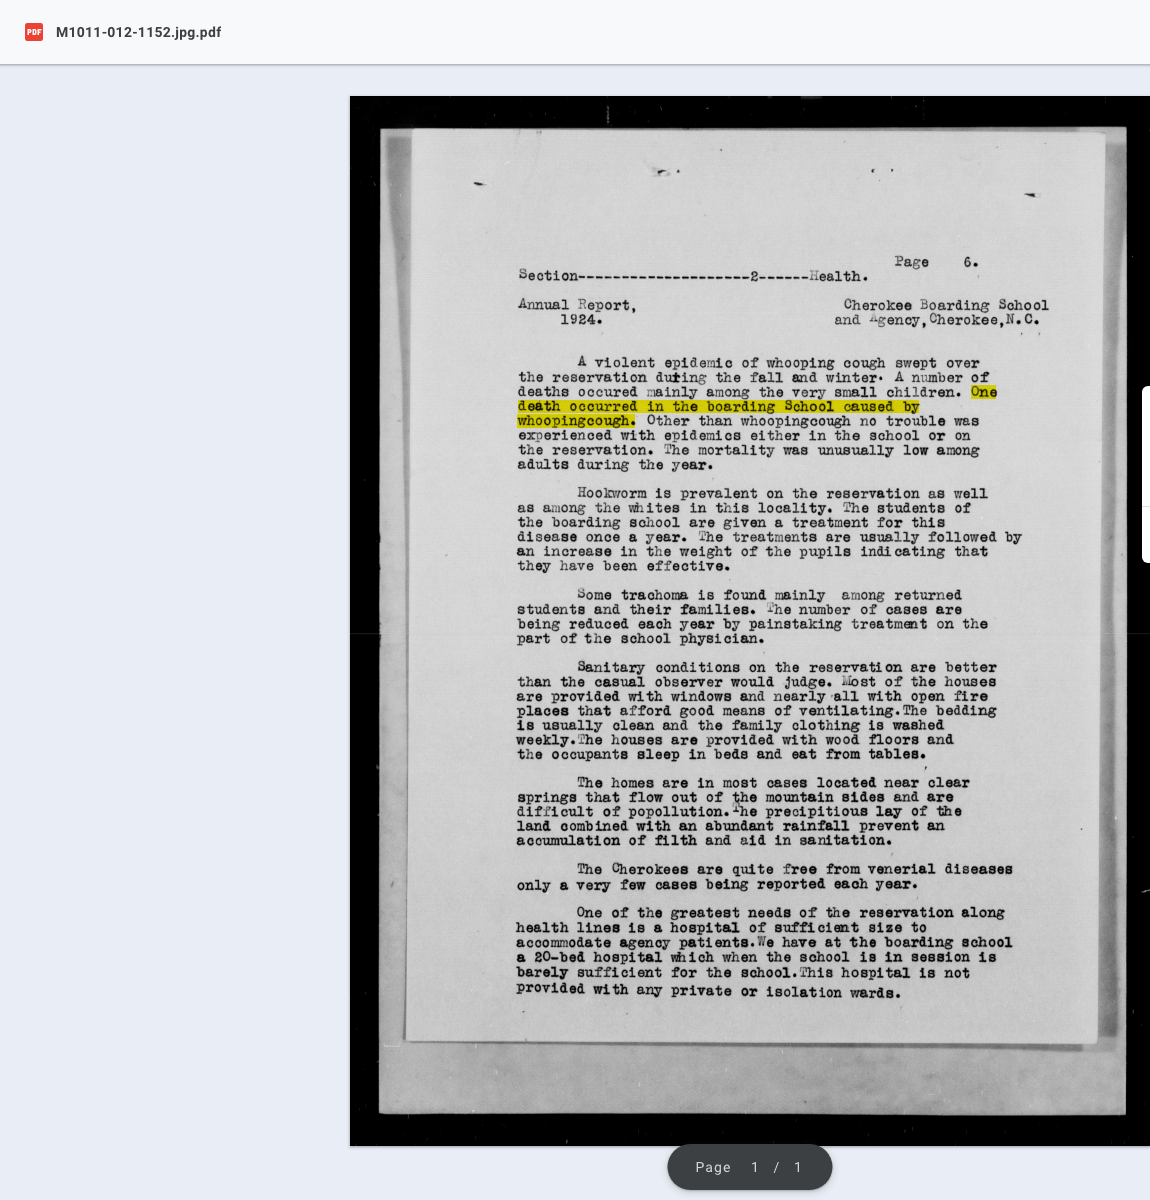 PDF M1011-012-1152.jpg.pdf
Page 6.
Section--------------------2------Health.
Annual Report, Cherokee Boarding School
1924. and Agency,Cherokee,N.C.
A violent epidemic of whooping cough swept over
the reservation during the fall and winter. A number of
deaths occured mainly among the very small children. One
death occurred in the boarding School caused by
whoopingcough. Other than whoopingcough no trouble was
experienced with epidemics either in the school or on
the reservation. The mortality was unusually low among
adults during the year.
Hookworm is prevalent on the reservation as well
as among the whites in this locality. The students of
the boarding school are given a treatment for this
disease once a year. The treatments are usually followed by
an increase in the weight of the pupils indicating that
they have been effective.
Some trachoma is found mainly among returned
students and their families. The number of cases are
being reduced each year by painstaking treatment on the
part of the school physician.
Sanitary conditions on the reservation are better
than the casual observer would judge. Most of the houses
are provided with windows and nearly all with open fire
places that afford good means of ventilating.The bedding
is usually clean and the family clothing is washed
weekly.The houses are provided with wood floors and
the occupants sleep in beds and eat from tables.
The homes are in most cases located near clear
springs that flow out of the mountain sides and are
difficult of popollution.The precipitious lay of the
land combined with an abundant rainfall prevent an
accumulation of filth and aid in sanitation.
The Cherokees are quite free from venerial diseases
only a very few cases being reported each year.
One of the greatest needs of the reservation along
health lines is a hospital of sufficient size to
accommodate agency patients.We have at the boarding school
a 20-bed hospital which when the school is in session is
barely sufficient for the school.This hospital is not
provided with any private or isolation wards.
Page 1 / 1